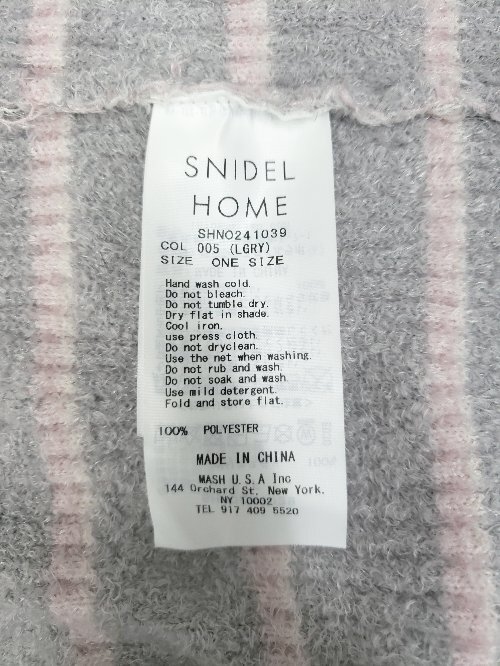 SNIDEL
HOME
SHNO241039
COL 005 (LGRY)
SIZE ONE SIZE
Hand wash cold.
Do not bleach.
Do not tumble dry.
Dry flat in shade.
Cool iron.
use press cloth.
Do not dryclean.
Use the net when washing.
Do not rub and wash.
Do not soak and wash.
Use mild detergent.
Fold and store flat.
100% POLYESTER
MADE IN CHINA
MASH U.S.A Inc
144 Orchard St, New York,
NY 10002
TEL 917 409 5520